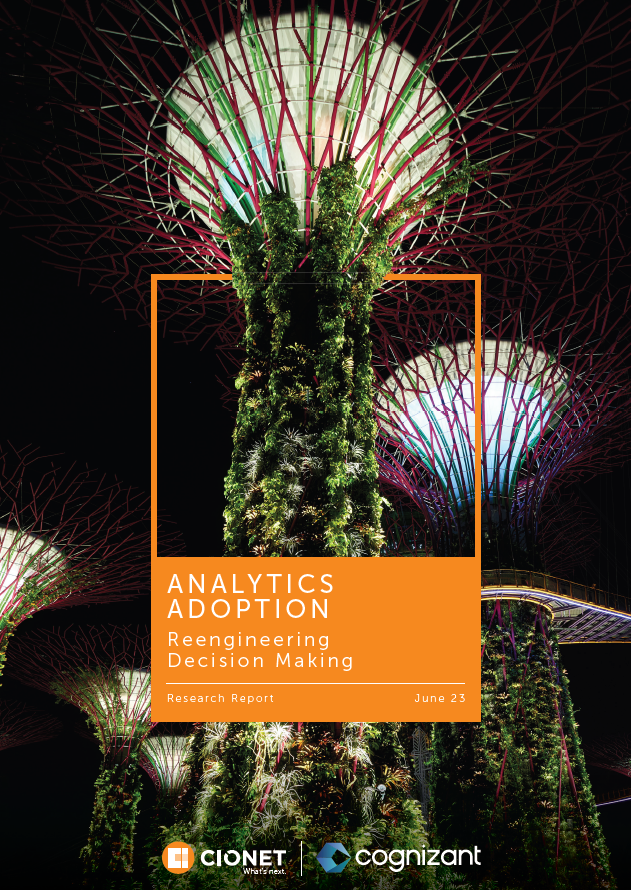 ANALYTICS
ADOPTION
Reengineering
Decision Making
Research Report June 23
CIONET
What's next.
cognizant